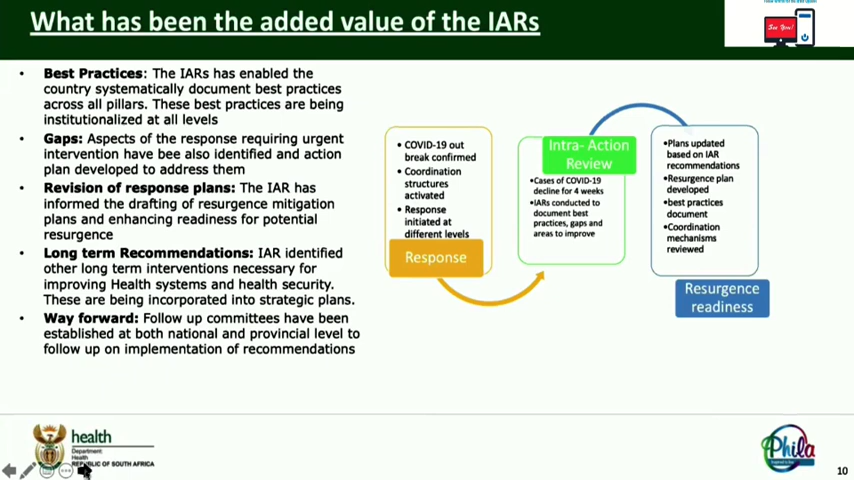 What has been the added value of the IARs
See You!
• Best Practices: The IARs has enabled the
country systematically document best practices
across all pillars. These best practices are being
institutionalized at all levels
• Gaps: Aspects of the response requiring urgent
intervention have bee also identified and action
plan developed to address them
• Revision of response plans: The IAR has
informed the drafting of resurgence mitigation
plans and enhancing readiness for potential
resurgence
• Long term Recommendations: IAR identified
other long term interventions necessary for
improving Health systems and health security.
These are being incorporated into strategic plans.
• Way forward: Follow up committees have been
established at both national and provincial level to
follow up on implementation of recommendations
• COVID-19 out
break confirmed
• Coordination
structures
activated
• Response
initiated at
different levels
Response
Intra- Action
Review
•Cases of COVID-19
decline for 4 weeks
•IARs conducted to
document best
practices, gaps and
areas to improve
•Plans updated
based on IAR
recommendations
•Resurgence plan
developed
•best practices
document
•Coordination
mechanisms
reviewed
Resurgence
readiness
health
Department:
Health
REPUBLIC OF SOUTH AFRICA
Phila
10